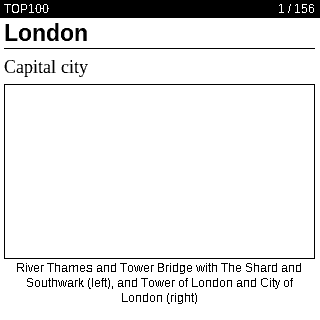 TOP100
1 / 156
London
Capital city
River Thames and Tower Bridge with The Shard and
Southwark (left), and Tower of London and City of
London (right)